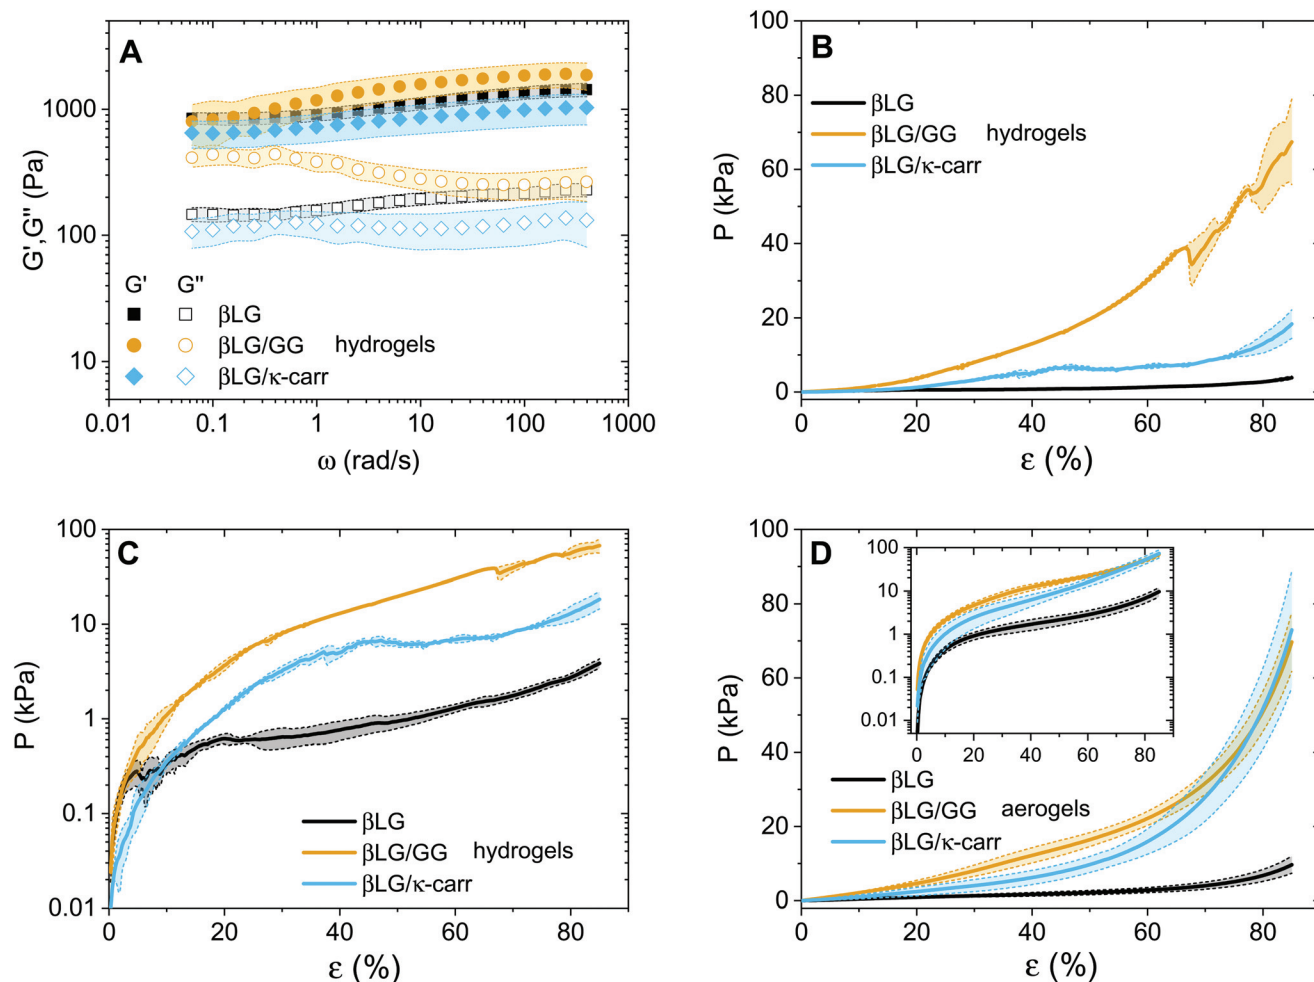 A
1000
100
10
G',G'' (Pa)
G' G''
βLG
βLG/GG hydrogels
βLG/κ-carr
0.01 0.1 1 10 100 1000
ω (rad/s)
B
100
80
60
40
20
0
P (kPa)
βLG
βLG/GG hydrogels
βLG/κ-carr
0 20 40 60 80
ε (%)
C
100
10
1
0.1
0.01
P (kPa)
βLG
βLG/GG hydrogels
βLG/κ-carr
0 20 40 60 80
ε (%)
D
100
80
60
40
20
0
P (kPa)
100
10
1
0.1
0.01
0 10 20 30 40 50 60 70 80
βLG
βLG/GG aerogels
βLG/κ-carr
0 20 40 60 80
ε (%)